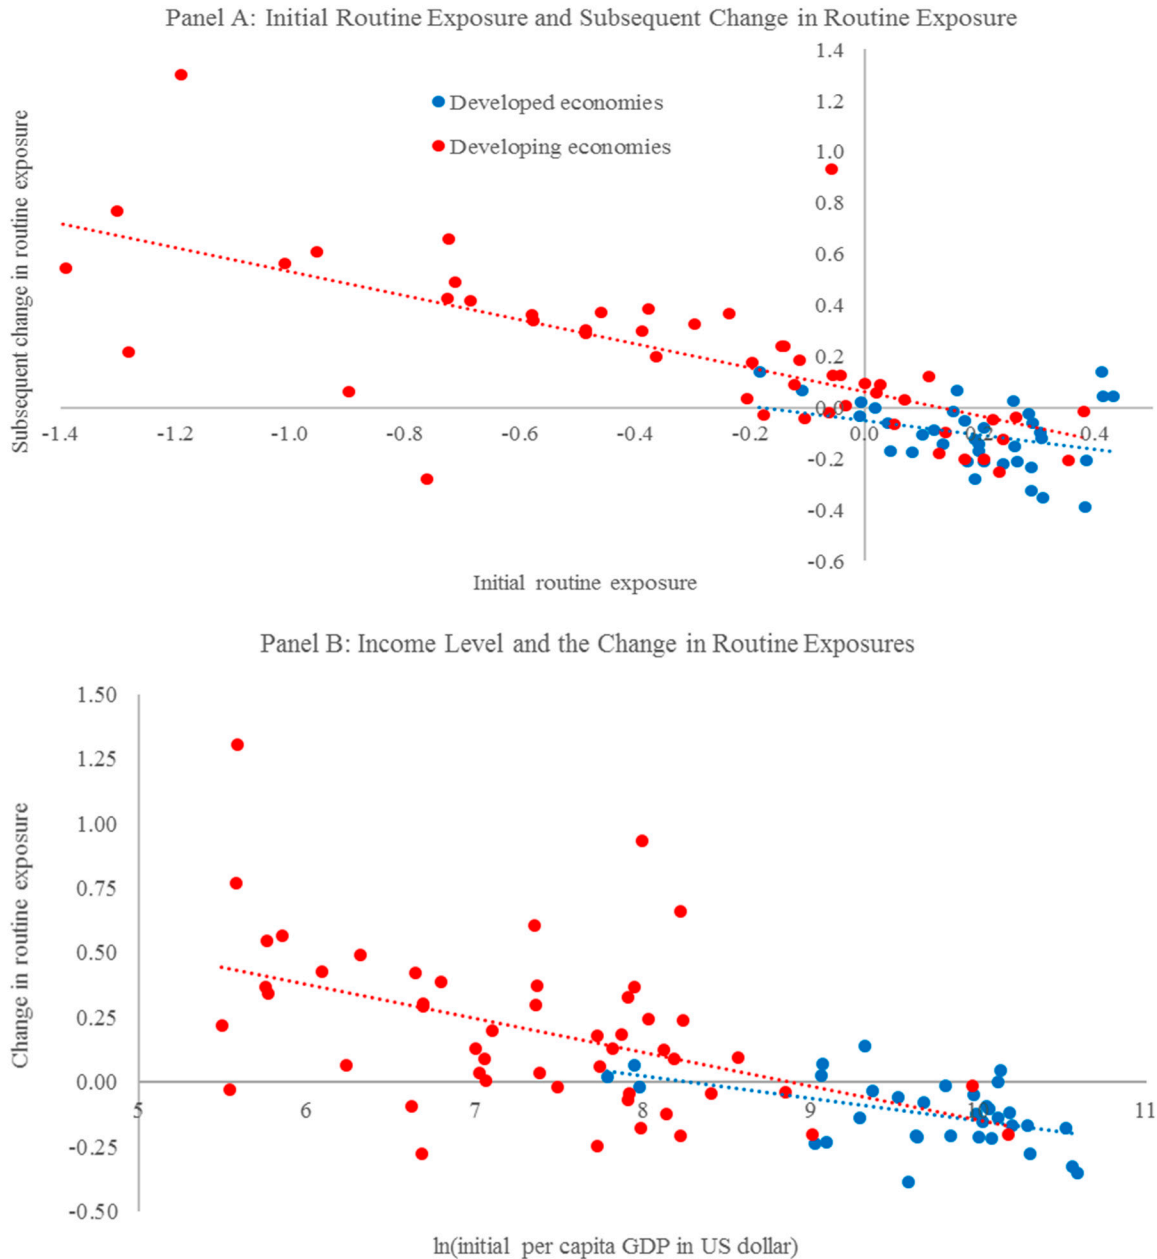 Panel A: Initial Routine Exposure and Subsequent Change in Routine Exposure
1.4
1.2
1.0
0.8
0.6
0.4
0.2
0.0
-0.2
-0.4
-0.6
Subsequent change in routine exposure
Developed economies
Developing economies
-1.4 -1.2 -1.0 -0.8 -0.6 -0.4 -0.2 0.2 0.4
Initial routine exposure
Panel B: Income Level and the Change in Routine Exposures
1.50
1.25
1.00
0.75
0.50
0.25
0.00
-0.25
-0.50
Change in routine exposure
5 6 7 8 9 10 11
ln(initial per capita GDP in US dollar)